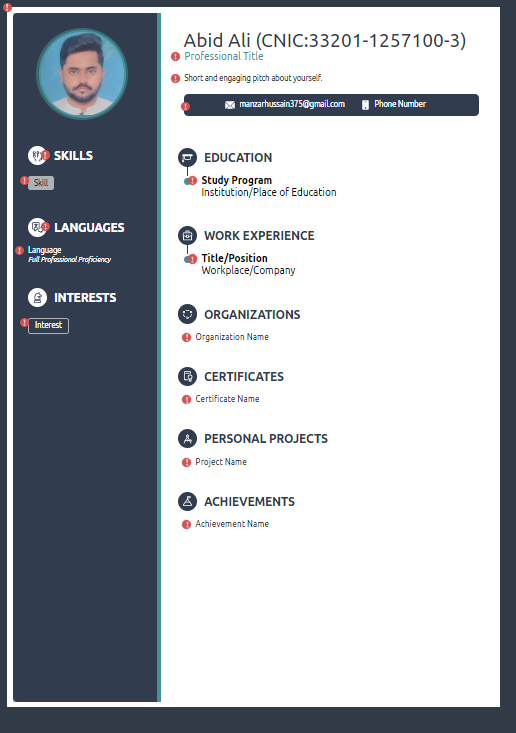 Abid Ali (CNIC:33201-1257100-3)
Professional Title
Short and engaging pitch about yourself.
manzarhussain375@gmail.com Phone Number
SKILLS
Skill
LANGUAGES
Language
Full Professional Proficiency
INTERESTS
Interest
EDUCATION
Study Program
Institution/Place of Education
WORK EXPERIENCE
Title/Position
Workplace/Company
ORGANIZATIONS
Organization Name
CERTIFICATES
Certificate Name
PERSONAL PROJECTS
Project Name
ACHIEVEMENTS
Achievement Name